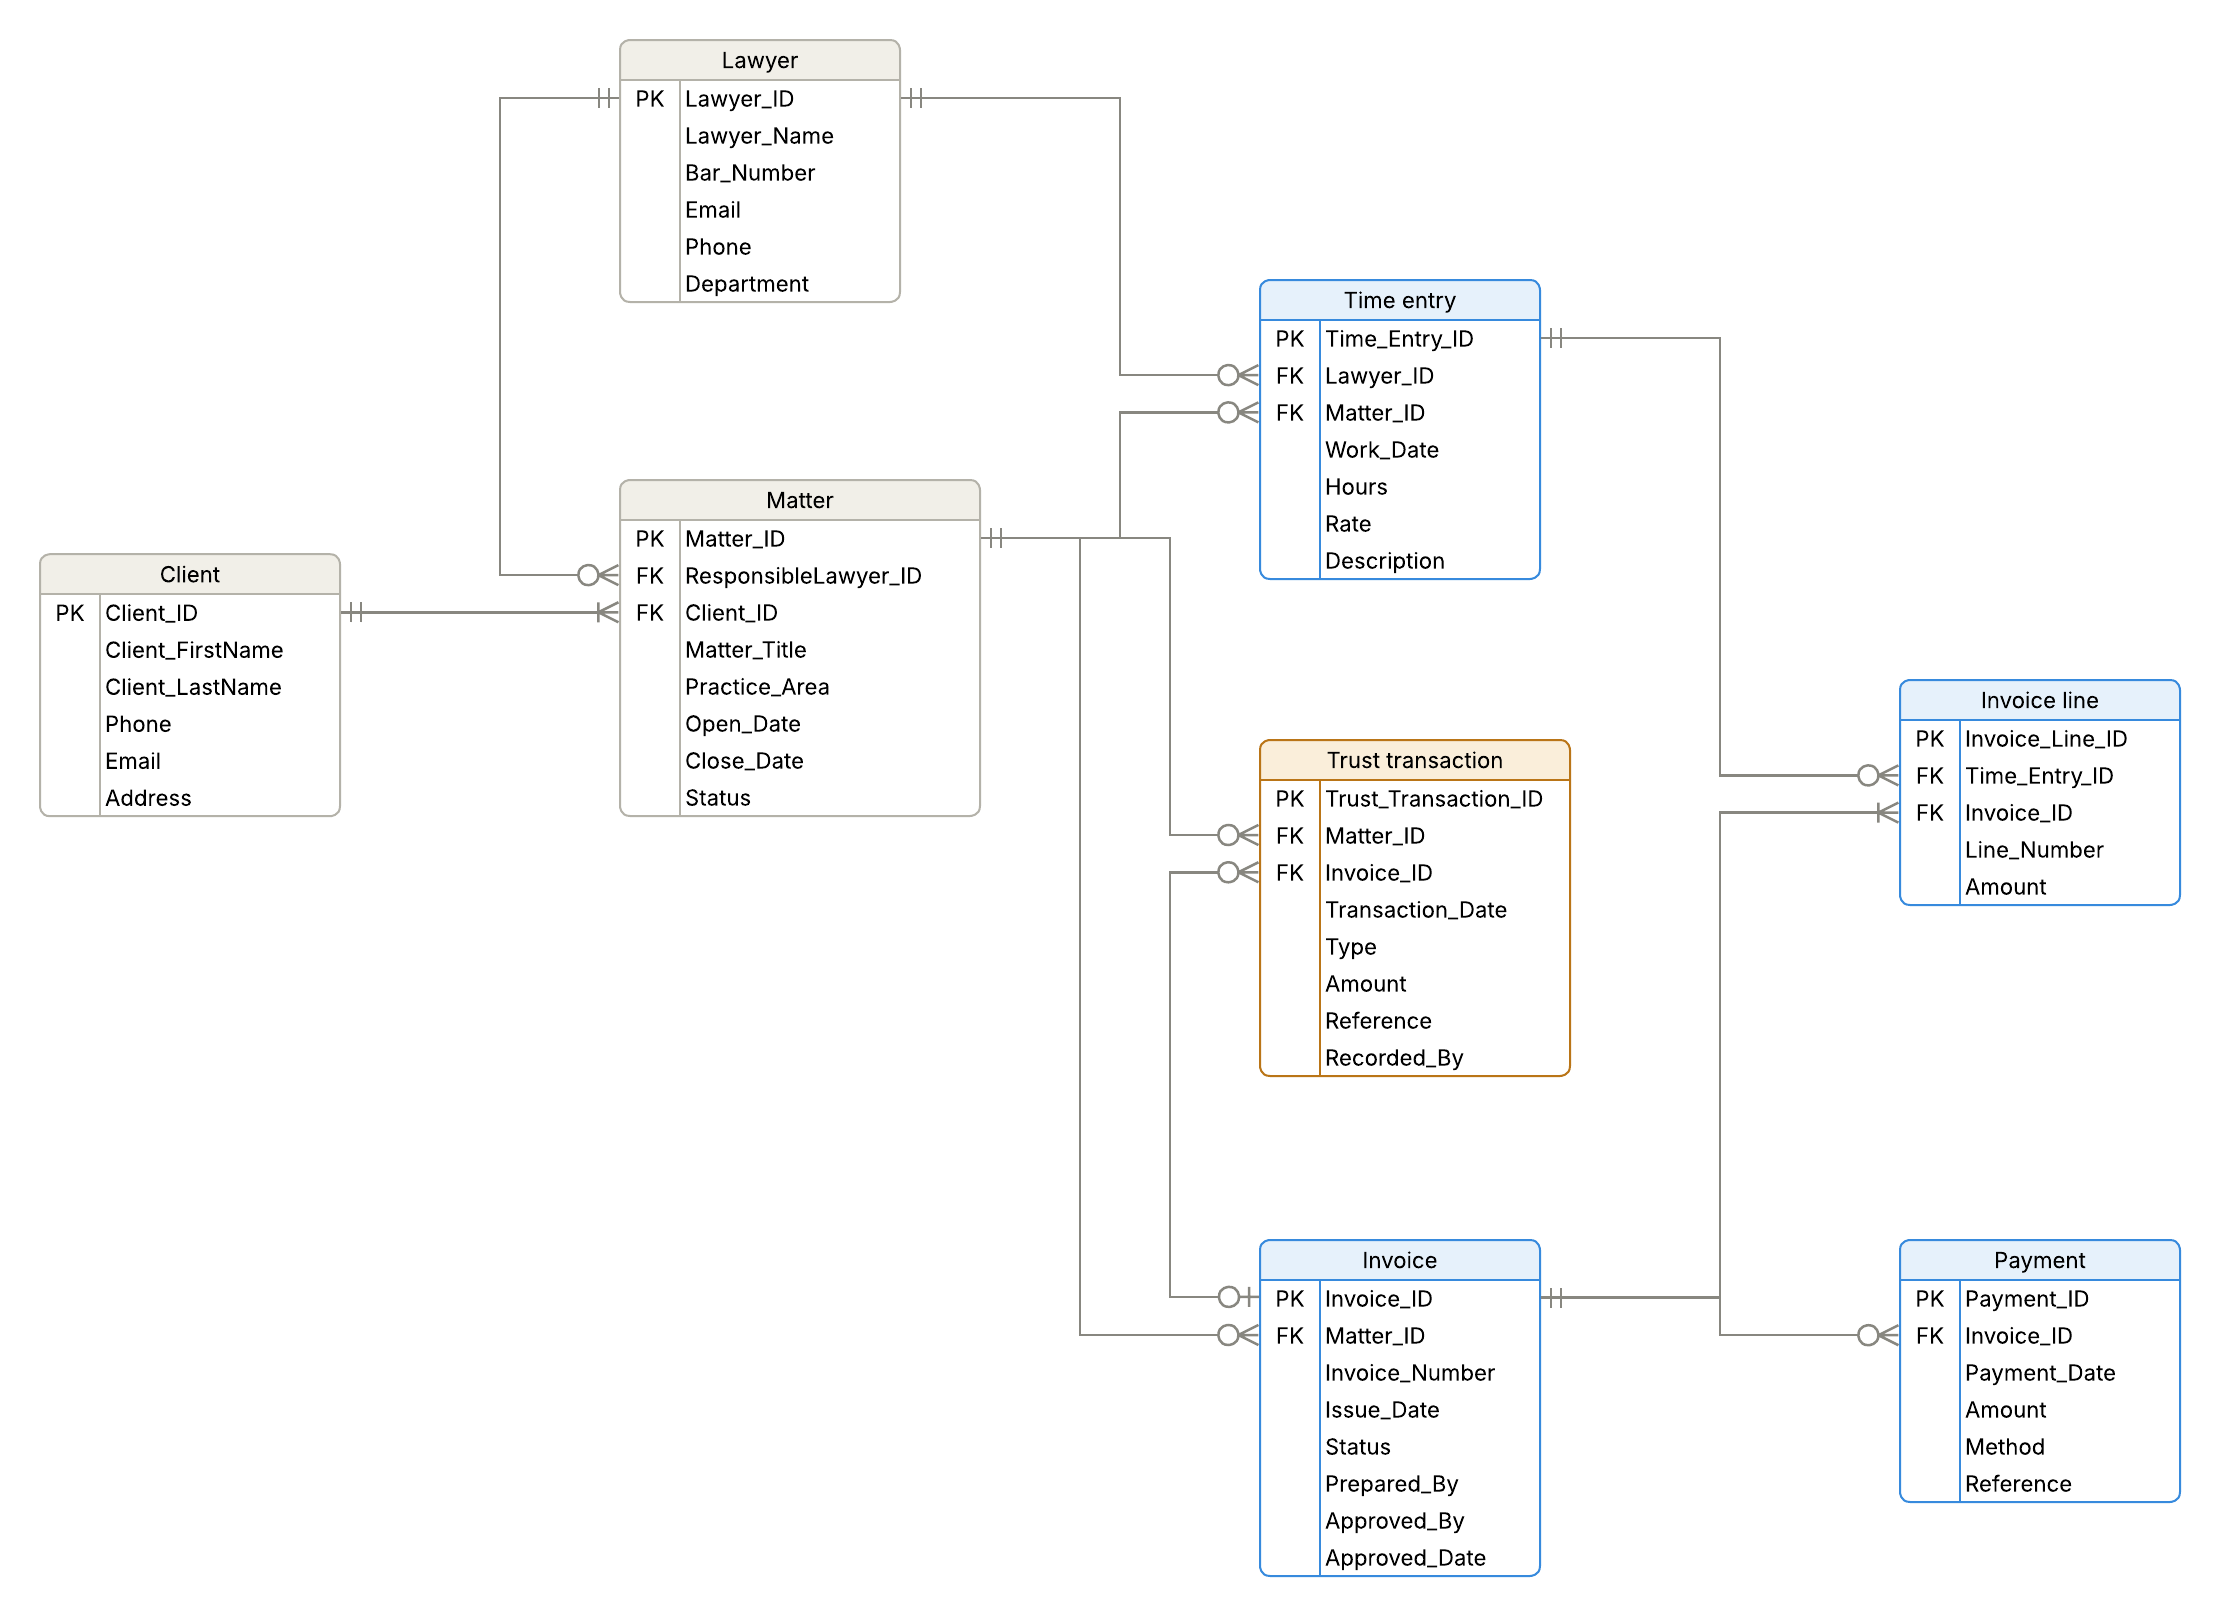 Lawyer
PK Lawyer_ID
Lawyer_Name
Bar_Number
Email
Phone
Department
Time entry
PK Time_Entry_ID
FK Lawyer_ID
FK Matter_ID
Work_Date
Hours
Rate
Description
Matter
PK Matter_ID
FK ResponsibleLawyer_ID
FK Client_ID
Matter_Title
Practice_Area
Open_Date
Close_Date
Status
Client
PK Client_ID
Client_FirstName
Client_LastName
Phone
Email
Address
Invoice line
PK Invoice_Line_ID
FK Time_Entry_ID
FK Invoice_ID
Line_Number
Amount
Trust transaction
PK Trust_Transaction_ID
FK Matter_ID
FK Invoice_ID
Transaction_Date
Type
Amount
Reference
Recorded_By
Invoice
PK Invoice_ID
FK Matter_ID
Invoice_Number
Issue_Date
Status
Prepared_By
Approved_By
Approved_Date
Payment
PK Payment_ID
FK Invoice_ID
Payment_Date
Amount
Method
Reference